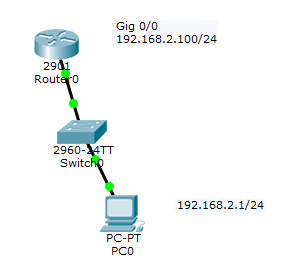 Gig 0/0
192.168.2.100/24
2901
Router0
2960-24TT
Switch0
192.168.2.1/24
PC-PT
PC0